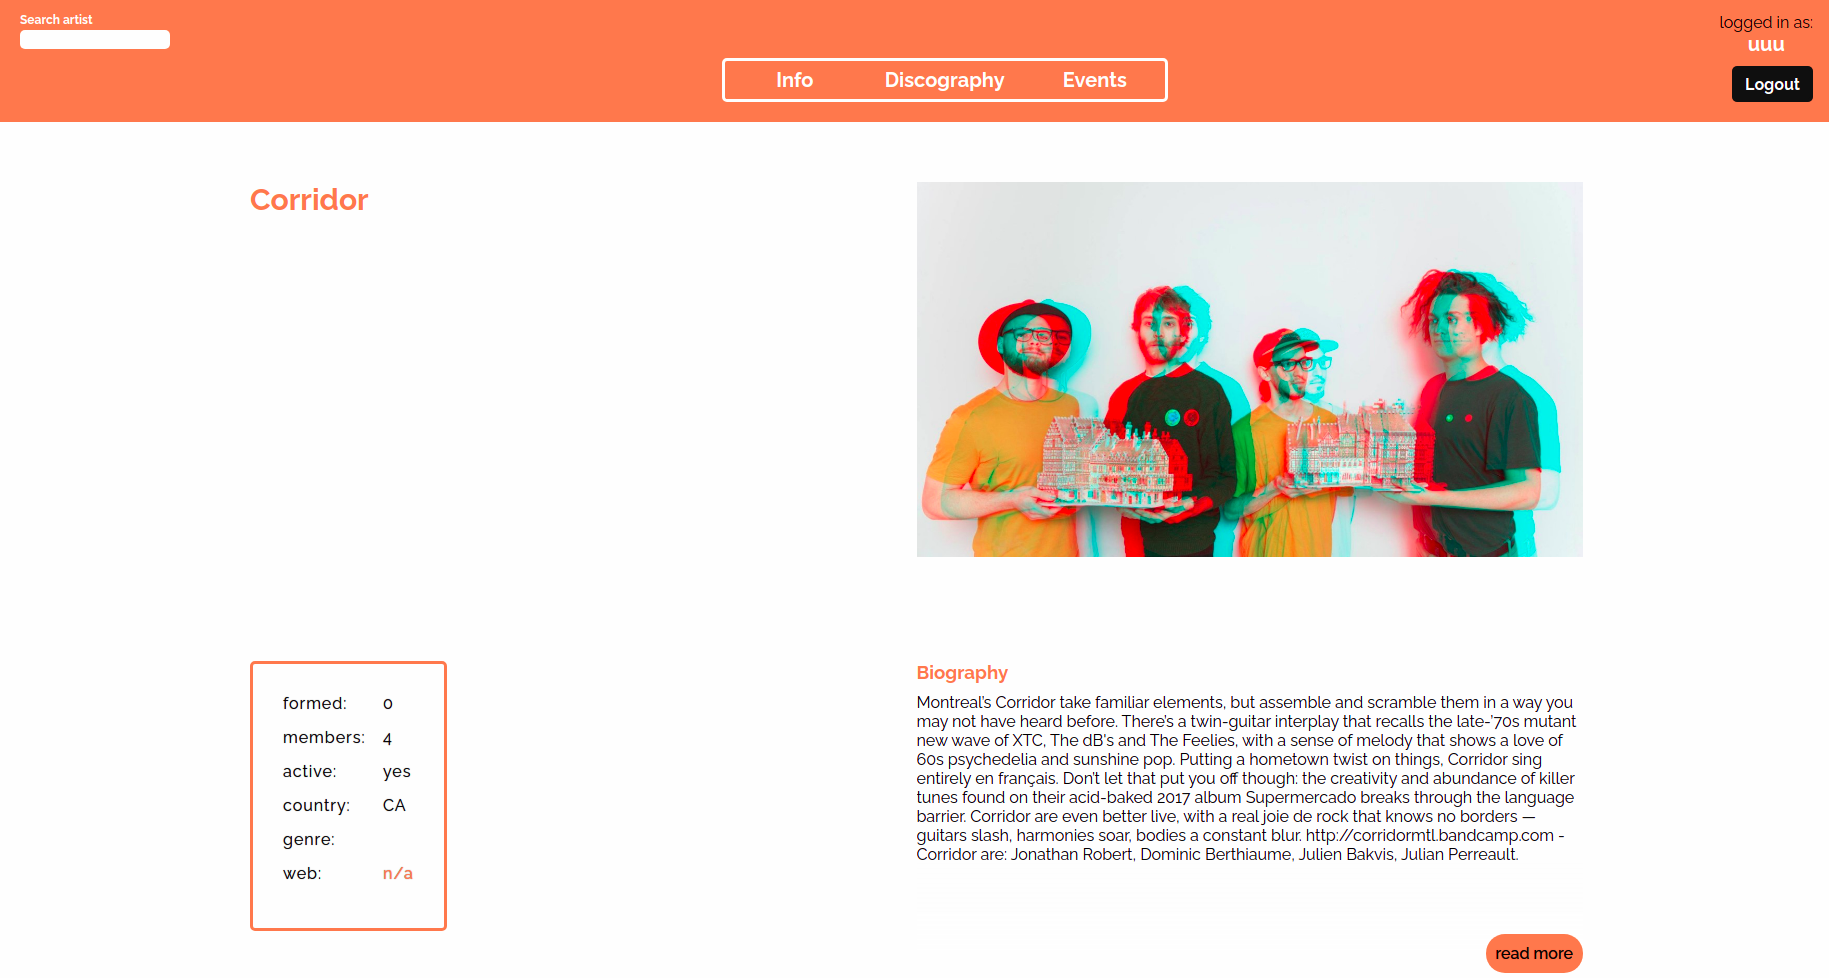 Search artist
logged in as:
uuu
Info Discography Events
Logout
Corridor
formed: 0
members: 4
active: yes
country: CA
genre:
web: n/a
Biography
Montreal's Corridor take familiar elements, but assemble and scramble them in a way you
may not have heard before. There's a twin-guitar interplay that recalls the late-'70s mutant
new wave of XTC, The dB's and The Feelies, with a sense of melody that shows a love of
60s psychedelia and sunshine pop. Putting a hometown twist on things, Corridor sing
entirely en français. Don't let that put you off though: the creativity and abundance of killer
tunes found on their acid-baked 2017 album Supermercado breaks through the language
barrier. Corridor are even better live, with a real joie de rock that knows no borders —
guitars slash, harmonies soar, bodies a constant blur. http://corridormtl.bandcamp.com -
Corridor are: Jonathan Robert, Dominic Berthiaume, Julien Bakvis, Julian Perreault.
read more